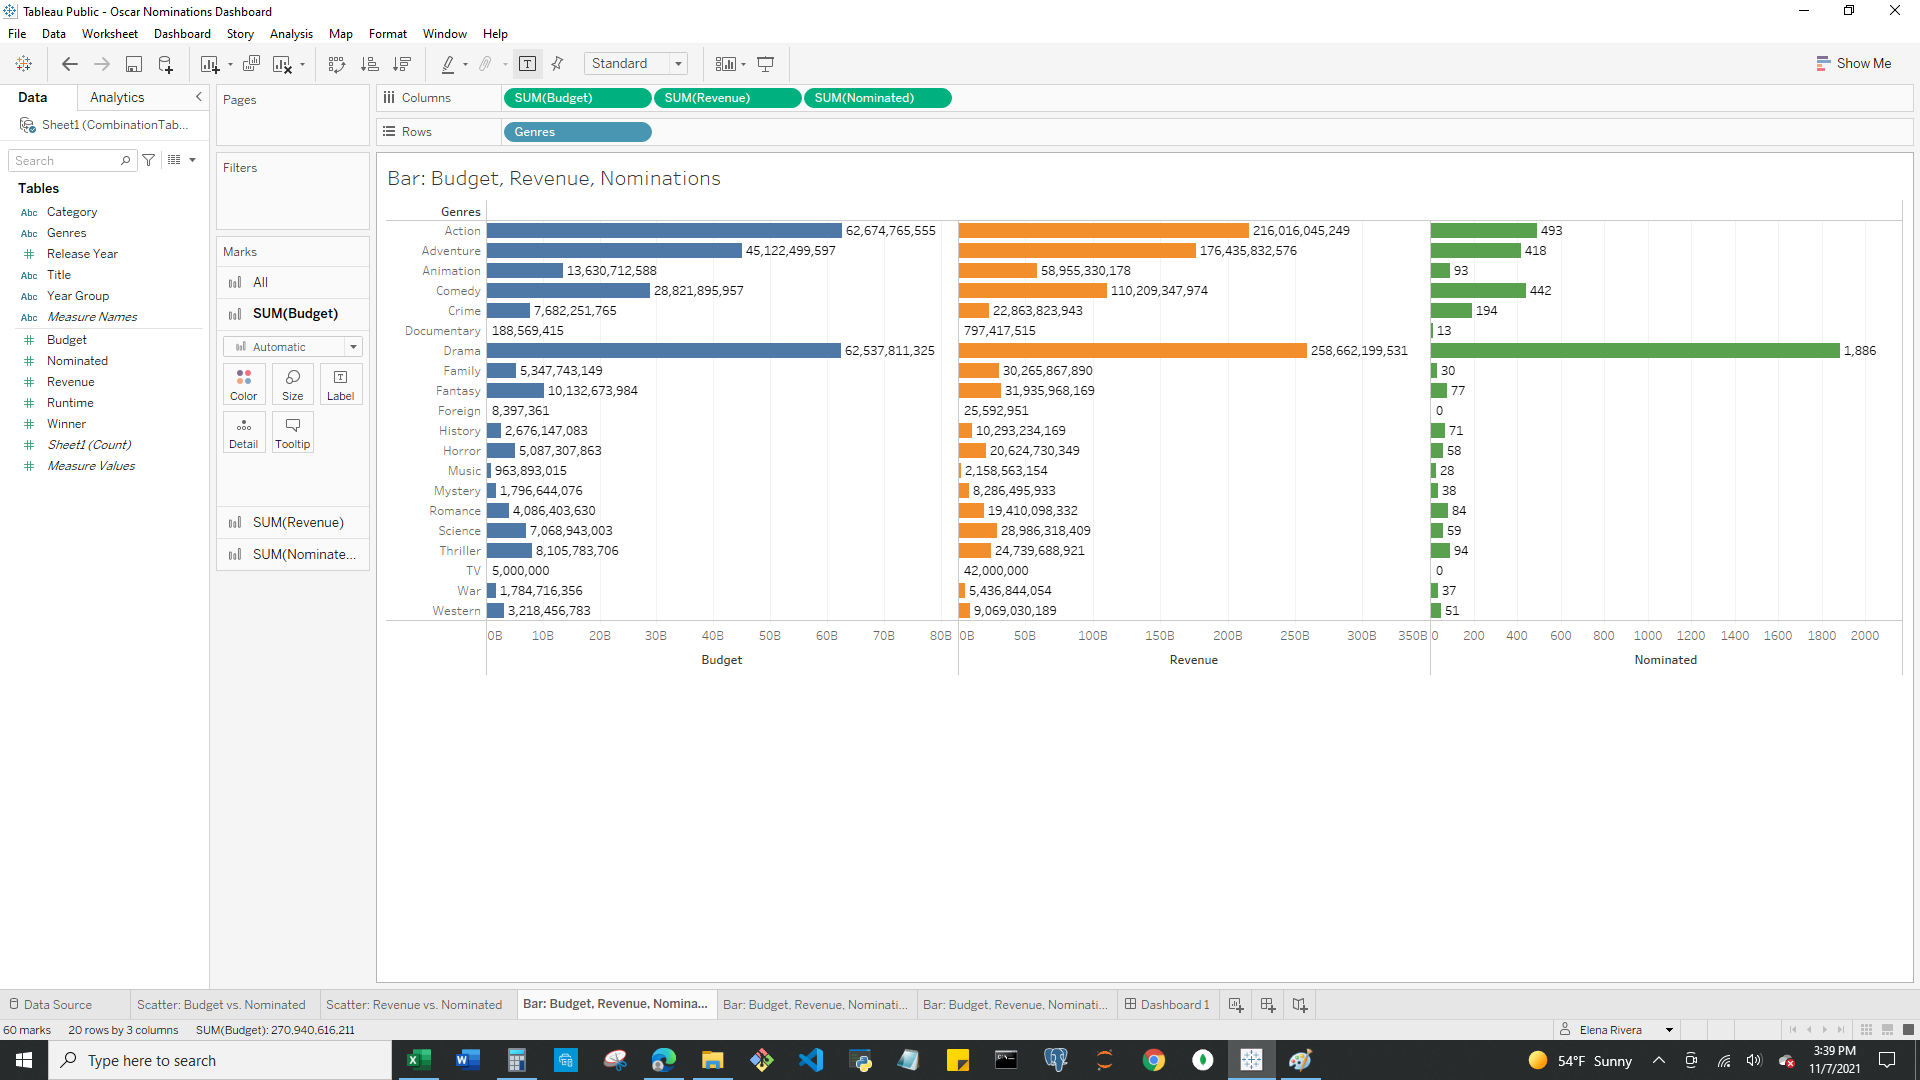 Tableau Public - Oscar Nominations Dashboard
File Data Worksheet Dashboard Story Analysis Map Format Window Help
Standard
Show Me
Data Analytics
Sheet1 (CombinationTab...
Search
Tables
Abc Category
Abc Genres
# Release Year
Abc Title
Abc Year Group
Abc Measure Names
# Budget
# Nominated
# Revenue
# Runtime
# Winner
# Sheet1 (Count)
# Measure Values
Pages
Filters
Marks
All
SUM(Budget)
Automatic
Color Size Label
Detail Tooltip
SUM(Revenue)
SUM(Nominate...
Columns SUM(Budget) SUM(Revenue) SUM(Nominated)
Rows Genres
Bar: Budget, Revenue, Nominations
Genres
Action 62,674,765,555 216,016,045,249 493
Adventure 45,122,499,597 176,435,832,576 418
Animation 13,630,712,588 58,955,330,178 93
Comedy 28,821,895,957 110,209,347,974 442
Crime 7,682,251,765 22,863,823,943 194
Documentary 188,569,415 797,417,515 13
Drama 62,537,811,325 258,662,199,531 1,886
Family 5,347,743,149 30,265,867,890 30
Fantasy 10,132,673,984 31,935,968,169 77
Foreign 8,397,361 25,592,951 0
History 2,676,147,083 10,293,234,169 71
Horror 5,087,307,863 20,624,730,349 58
Music 963,893,015 2,158,563,154 28
Mystery 1,796,644,076 8,286,495,933 38
Romance 4,086,403,630 19,410,098,332 84
Science 7,068,943,003 28,986,318,409 59
Thriller 8,105,783,706 24,739,688,921 94
TV 5,000,000 42,000,000 0
War 1,784,716,356 5,436,844,054 37
Western 3,218,456,783 9,069,030,189 51
0B 10B 20B 30B 40B 50B 60B 70B 80B 0B 50B 100B 150B 200B 250B 300B 350B 0 200 400 600 800 1000 1200 1400 1600 1800 2000
Budget Revenue Nominated
Data Source Scatter: Budget vs. Nominated Scatter: Revenue vs. Nominated Bar: Budget, Revenue, Nomina... Bar: Budget, Revenue, Nominati... Bar: Budget, Revenue, Nominati... Dashboard 1
60 marks 20 rows by 3 columns SUM(Budget): 270,940,616,211 Elena Rivera
Type here to search
54°F Sunny
3:39 PM
11/7/2021